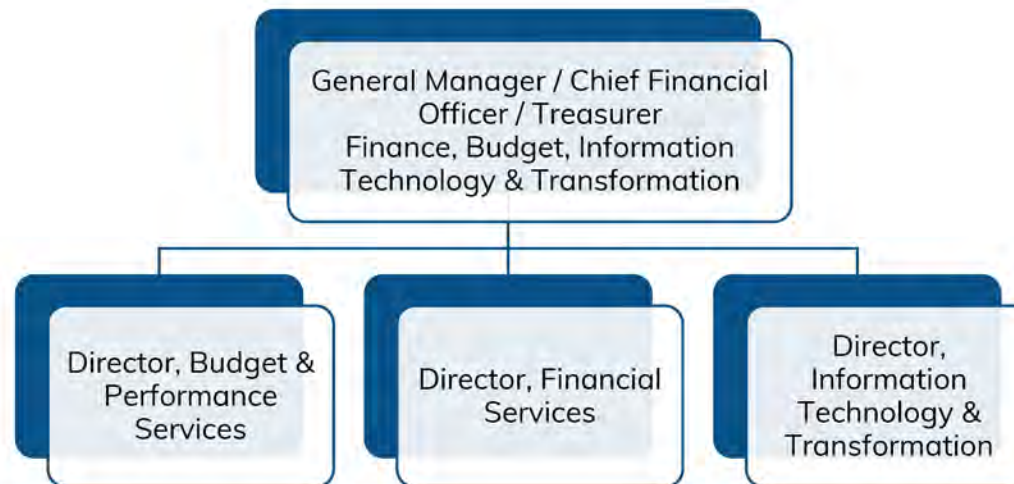 General Manager / Chief Financial
Officer / Treasurer
Finance, Budget, Information
Technology & Transformation
Director, Budget &
Performance
Services
Director, Financial
Services
Director,
Information
Technology &
Transformation